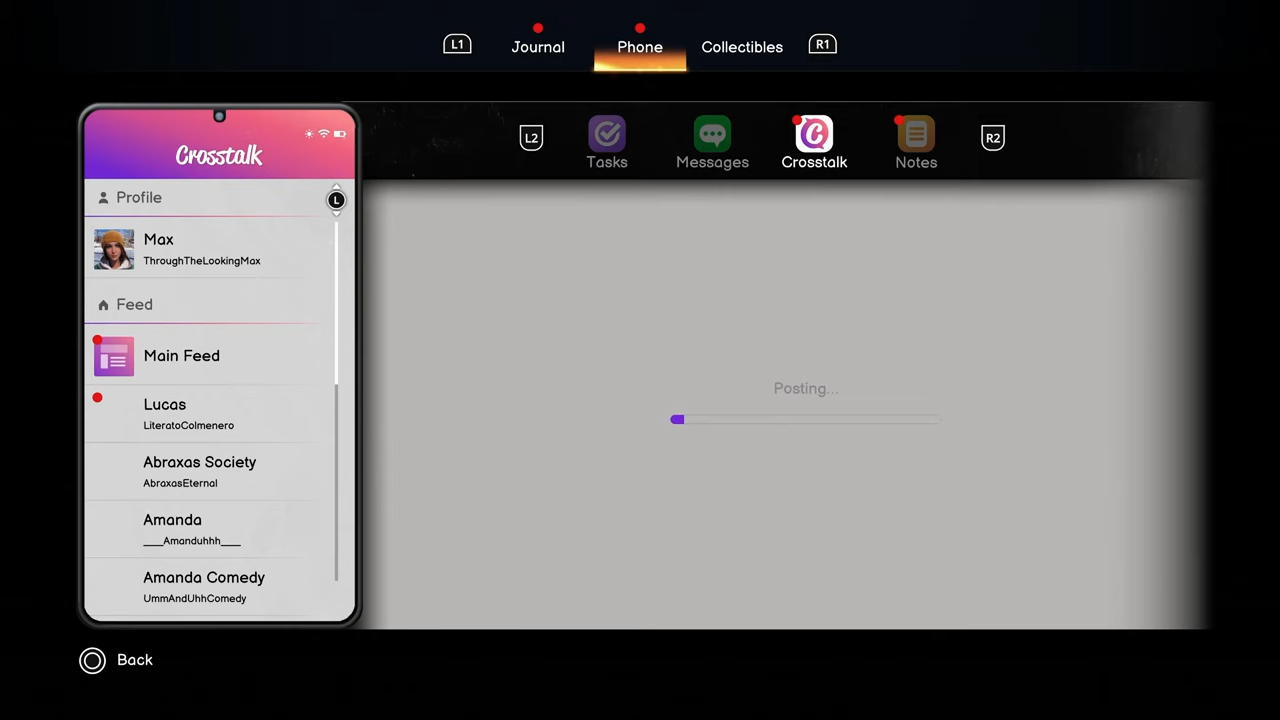 L1 Journal Phone Collectibles R1
Crosstalk
L2 Tasks Messages Crosstalk Notes R2
Profile
L
Max
ThroughTheLookingMax
Feed
Main Feed
Posting...
Lucas
LiteratoColmenero
Abraxas Society
AbraxasEternal
Amanda
____Amanduhhh____
Amanda Comedy
UmmAndUhhComedy
Back